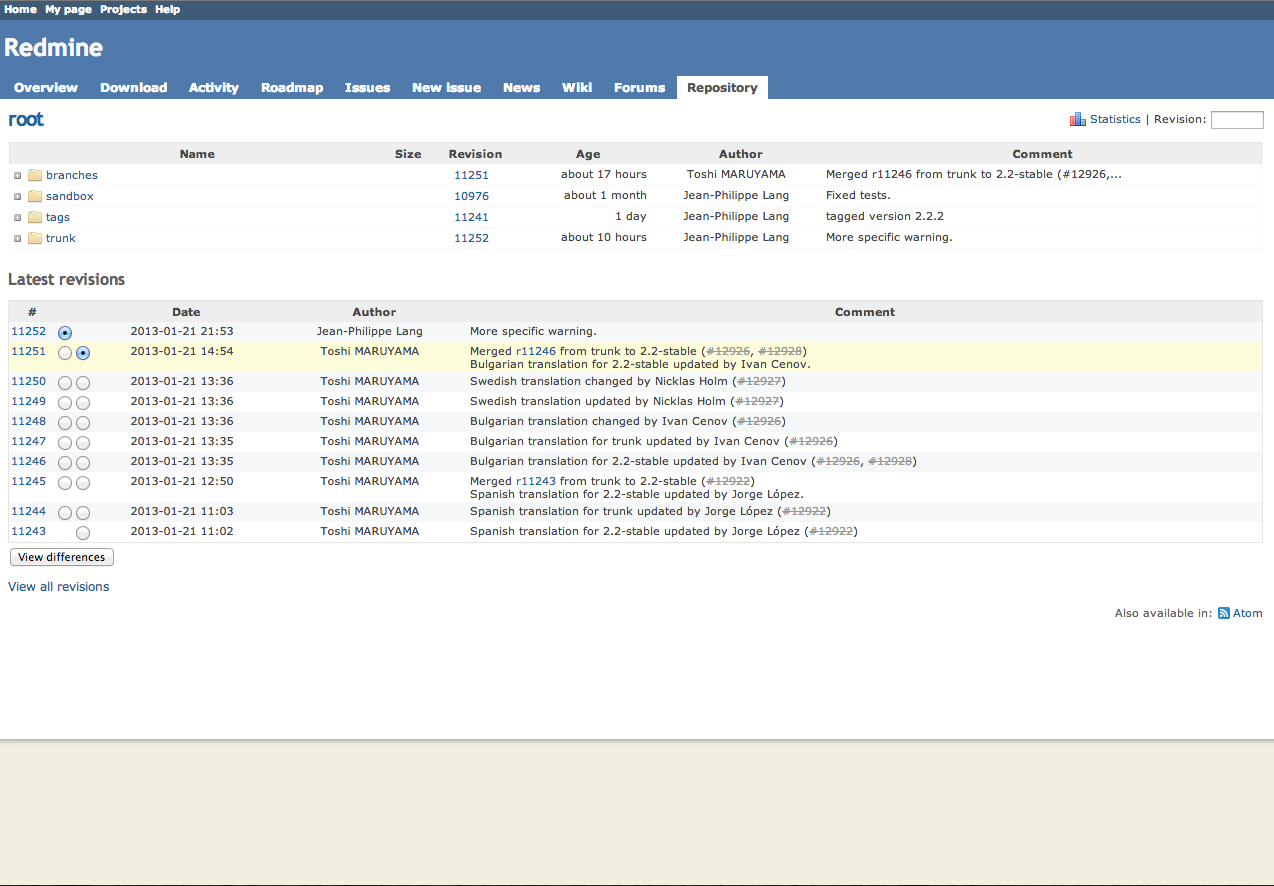 Home My page Projects Help
Redmine
Overview Download Activity Roadmap Issues New issue News Wiki Forums Repository
root
Statistics | Revision:
Name Size Revision Age Author Comment
branches 11251 about 17 hours Toshi MARUYAMA Merged r11246 from trunk to 2.2-stable (#12926,...
sandbox 10976 about 1 month Jean-Philippe Lang Fixed tests.
tags 11241 1 day Jean-Philippe Lang tagged version 2.2.2
trunk 11252 about 10 hours Jean-Philippe Lang More specific warning.
Latest revisions
# Date Author Comment
11252 2013-01-21 21:53 Jean-Philippe Lang More specific warning.
11251 2013-01-21 14:54 Toshi MARUYAMA Merged r11246 from trunk to 2.2-stable (#12926, #12928)
Bulgarian translation for 2.2-stable updated by Ivan Cenov.
11250 2013-01-21 13:36 Toshi MARUYAMA Swedish translation changed by Nicklas Holm (#12927)
11249 2013-01-21 13:36 Toshi MARUYAMA Swedish translation updated by Nicklas Holm (#12927)
11248 2013-01-21 13:36 Toshi MARUYAMA Bulgarian translation changed by Ivan Cenov (#12926)
11247 2013-01-21 13:35 Toshi MARUYAMA Bulgarian translation for trunk updated by Ivan Cenov (#12926)
11246 2013-01-21 13:35 Toshi MARUYAMA Bulgarian translation for 2.2-stable updated by Ivan Cenov (#12926, #12928)
11245 2013-01-21 12:50 Toshi MARUYAMA Merged r11243 from trunk to 2.2-stable (#12922)
Spanish translation for 2.2-stable updated by Jorge López.
11244 2013-01-21 11:03 Toshi MARUYAMA Spanish translation for trunk updated by Jorge López (#12922)
11243 2013-01-21 11:02 Toshi MARUYAMA Spanish translation for 2.2-stable updated by Jorge López (#12922)
View differences
View all revisions
Also available in: Atom